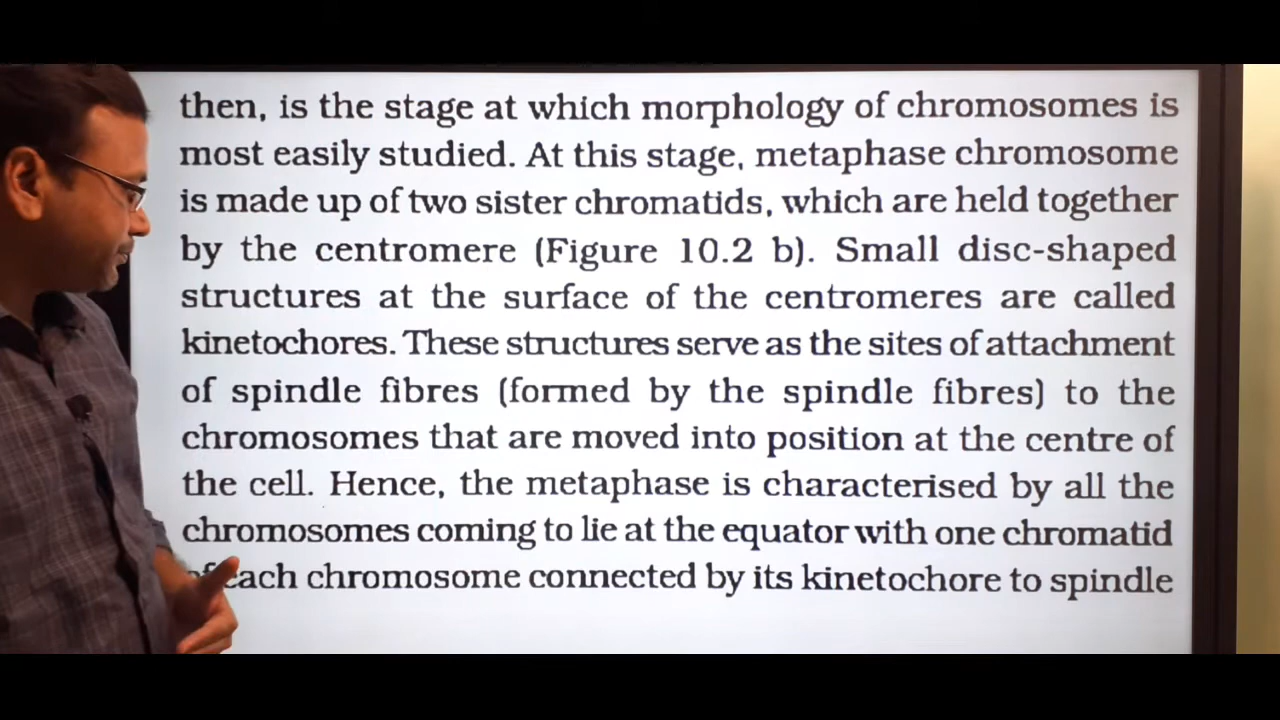 then, is the stage at which morphology of chromosomes is
most easily studied. At this stage, metaphase chromosome
is made up of two sister chromatids, which are held together
by the centromere (Figure 10.2 b). Small disc-shaped
structures at the surface of the centromeres are called
kinetochores. These structures serve as the sites of attachment
of spindle fibres (formed by the spindle fibres) to the
chromosomes that are moved into position at the centre of
the cell. Hence, the metaphase is characterised by all the
chromosomes coming to lie at the equator with one chromatid
of each chromosome connected by its kinetochore to spindle